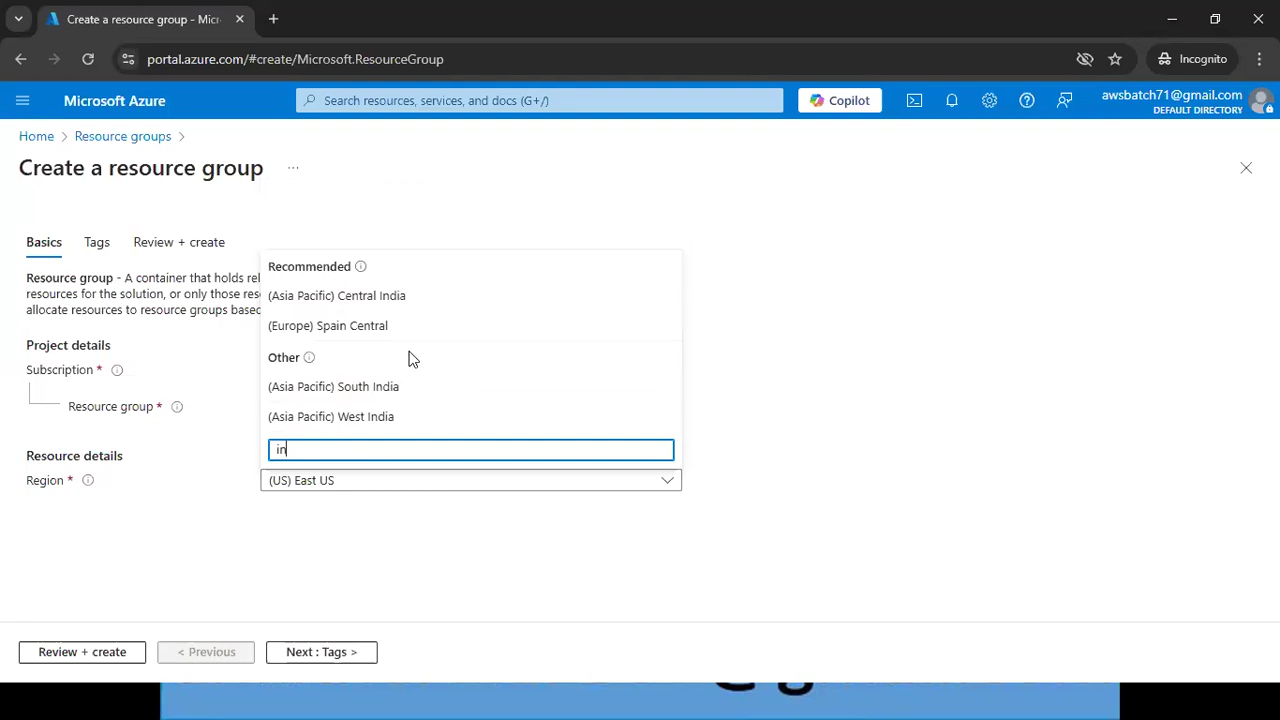 Create a resource group - Micr
portal.azure.com/#create/Microsoft.ResourceGroup
Incognito
Microsoft Azure
Search resources, services, and docs (G+/)
Copilot
awsbatch71@gmail.com
DEFAULT DIRECTORY
Home
Resource groups
Create a resource group
...
Basics
Tags
Review + create
Resource group - A container that holds rel
resources for the solution, or only those res
allocate resources to resource groups based
Recommended
(Asia Pacific) Central India
(Europe) Spain Central
Other
(Asia Pacific) South India
(Asia Pacific) West India
in
Project details
Subscription *
Resource group *
Resource details
Region *
(US) East US
Review + create
< Previous
Next : Tags >